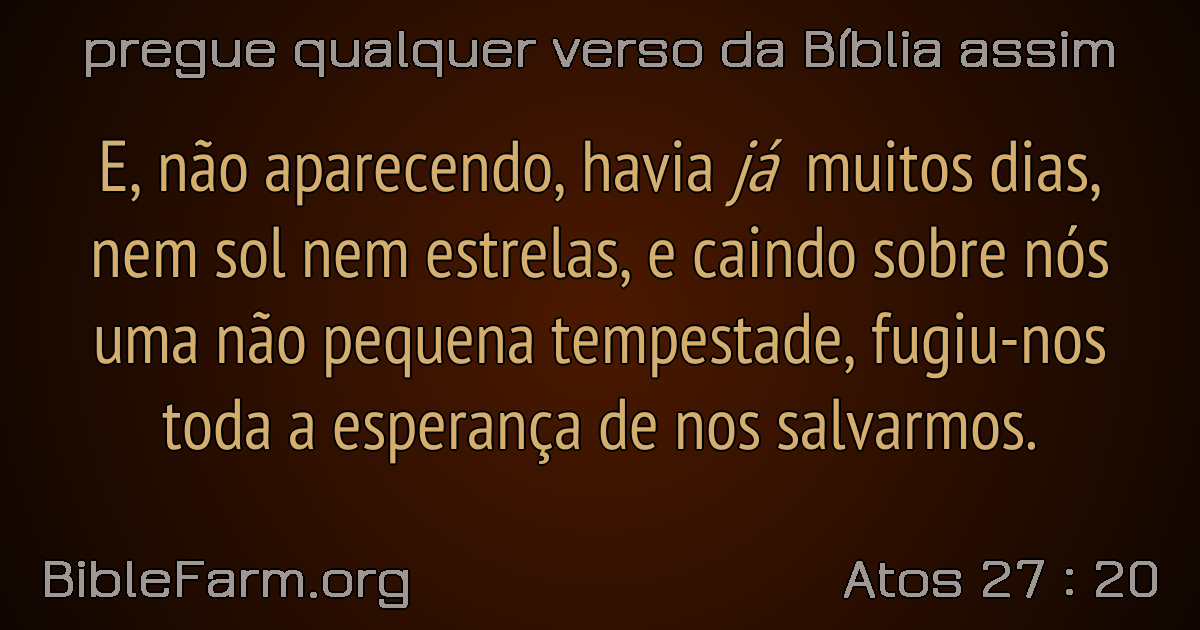 pregue qualquer verso da Bíblia assim
E, não aparecendo, havia já muitos dias,
nem sol nem estrelas, e caindo sobre nós
uma não pequena tempestade, fugiu-nos
toda a esperança de nos salvarmos.
BibleFarm.org
Atos 27 : 20